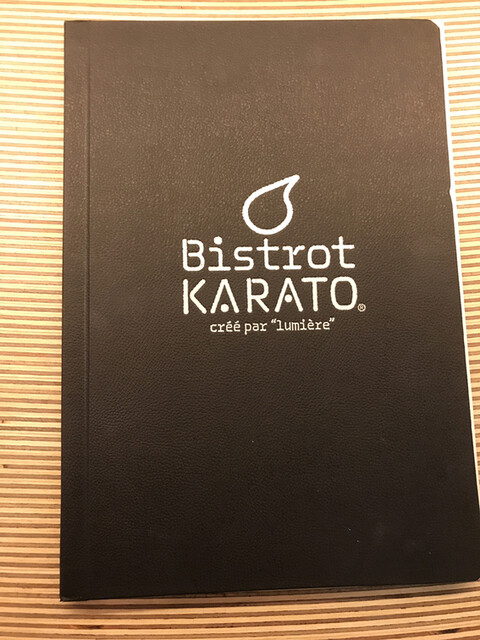 Bistrot
KARATO®
créé par "lumière"